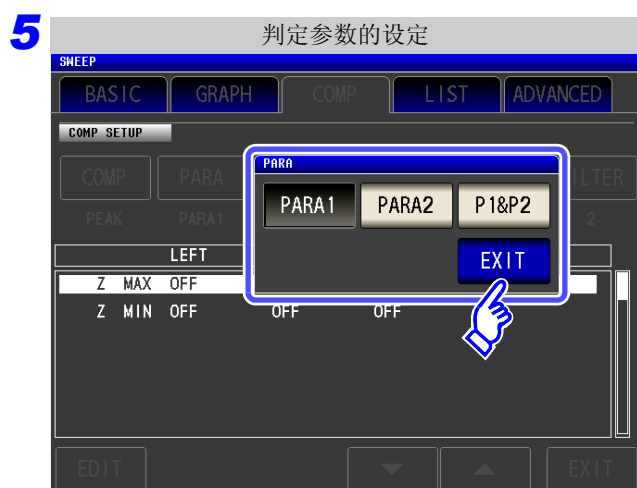 5
判定参数的设定
SWEEP
BASIC GRAPH COMP LIST ADVANCED
COMP SETUP
COMP PARA
PEAK PARA1 2
PARA
PARA1 PARA2 P1&P2
EXIT
LEFT
Z MAX OFF
Z MIN OFF OFF OFF
EDIT EXIT